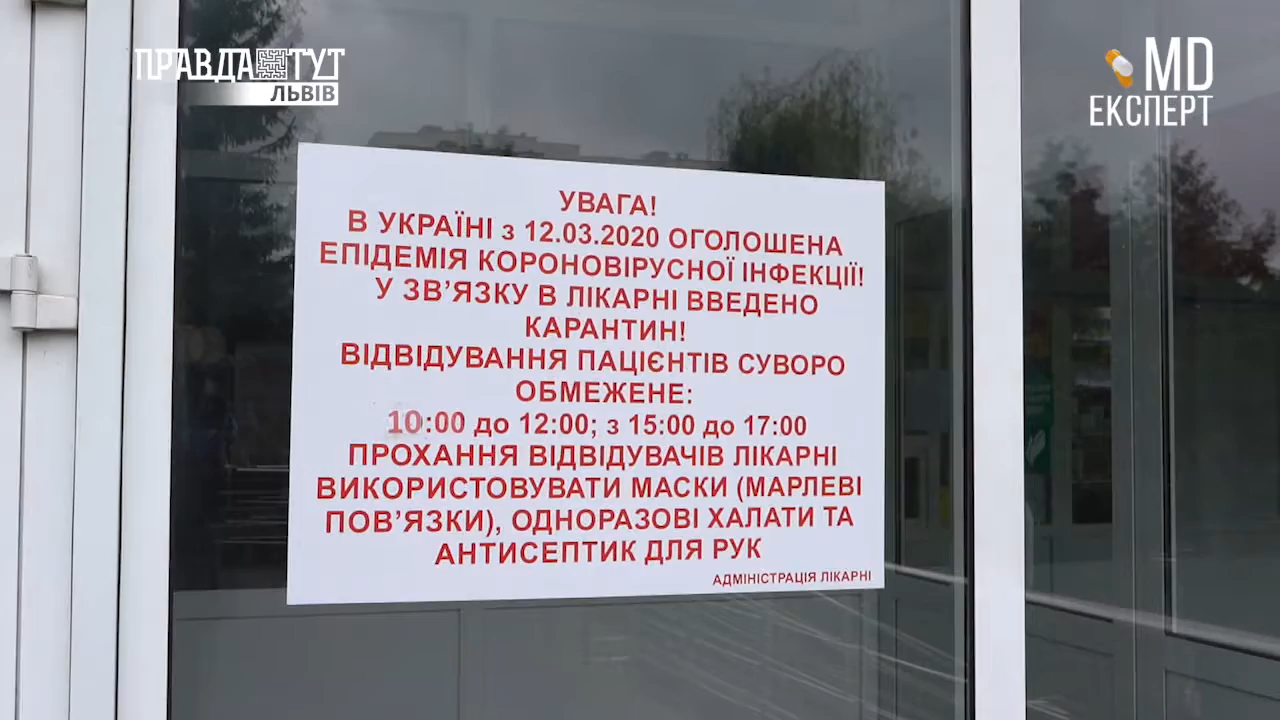 ПРАВДА ТУТ
ЛЬВІВ
MD
ЕКСПЕРТ
УВАГА!
В УКРАЇНІ з 12.03.2020 ОГОЛОШЕНА
ЕПІДЕМІЯ КОРОНОВІРУСНОЇ ІНФЕКЦІЇ!
У ЗВ’ЯЗКУ В ЛІКАРНІ ВВЕДЕНО
КАРАНТИН!
ВІДВІДУВАННЯ ПАЦІЄНТІВ СУВОРО
ОБМЕЖЕНЕ:
10:00 до 12:00; з 15:00 до 17:00
ПРОХАННЯ ВІДВІДУВАЧІВ ЛІКАРНІ
ВИКОРИСТОВУВАТИ МАСКИ (МАРЛЕВІ
ПОВ’ЯЗКИ), ОДНОРАЗОВІ ХАЛАТИ ТА
АНТИСЕПТИК ДЛЯ РУК
АДМІНІСТРАЦІЯ ЛІКАРНІ